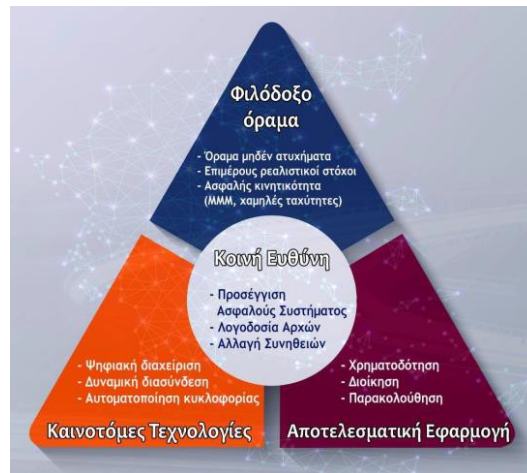 Φιλόδοξο
όραμα
- Όραμα μηδέν ατυχήματα
- Επιμέρους ρεαλιστικοί στόχοι
- Ασφαλής κινητικότητα
(ΜΜΜ, χαμηλές ταχύτητες)
Κοινή Ευθύνη
- Προσέγγιση
Ασφαλούς Συστήματος
- Λογοδοσία Αρχών
- Αλλαγή Συνηθειών
- Ψηφιακή διαχείριση
- Δυναμική διασύνδεση
- Αυτοματοποίηση κυκλοφορίας
Καινοτόμες Τεχνολογίες
- Χρηματοδότηση
- Διοίκηση
- Παρακολούθηση
Αποτελεσματική Εφαρμογή